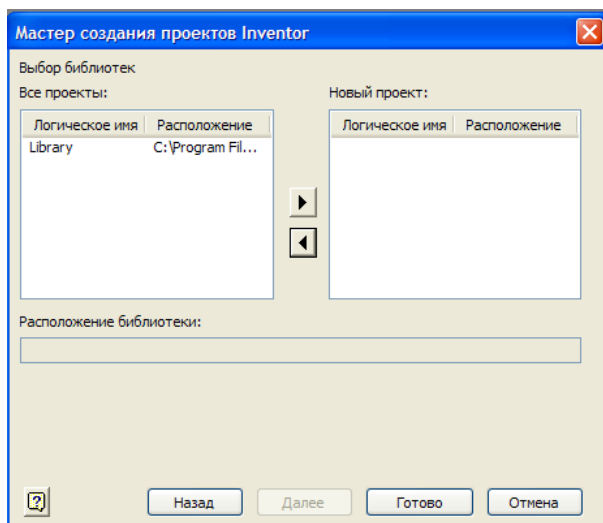 Мастер создания проектов Inventor
Выбор библиотек
Все проекты: Новый проект:
Логическое имя Расположение Логическое имя Расположение
Library C:\Program Fil...
Расположение библиотеки:
Назад Далее Готово Отмена